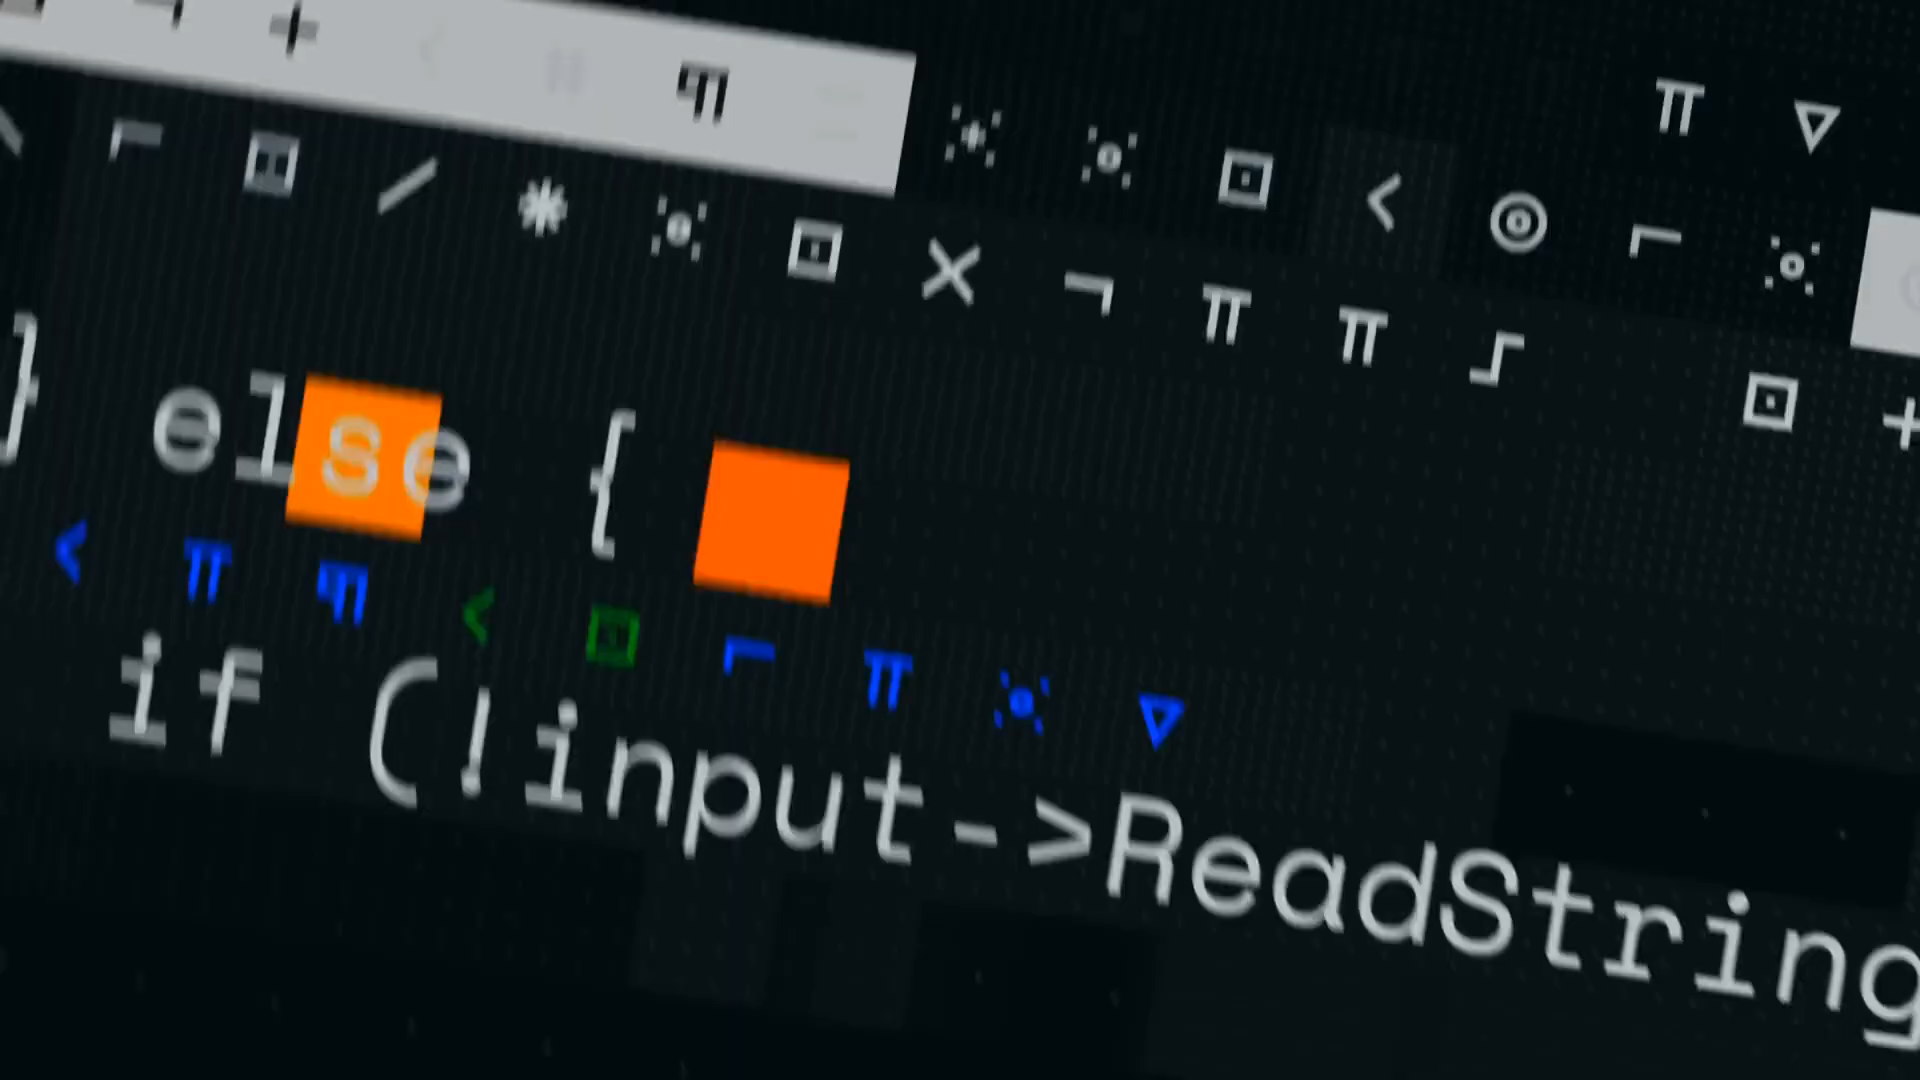 } else {
if (!input->ReadString